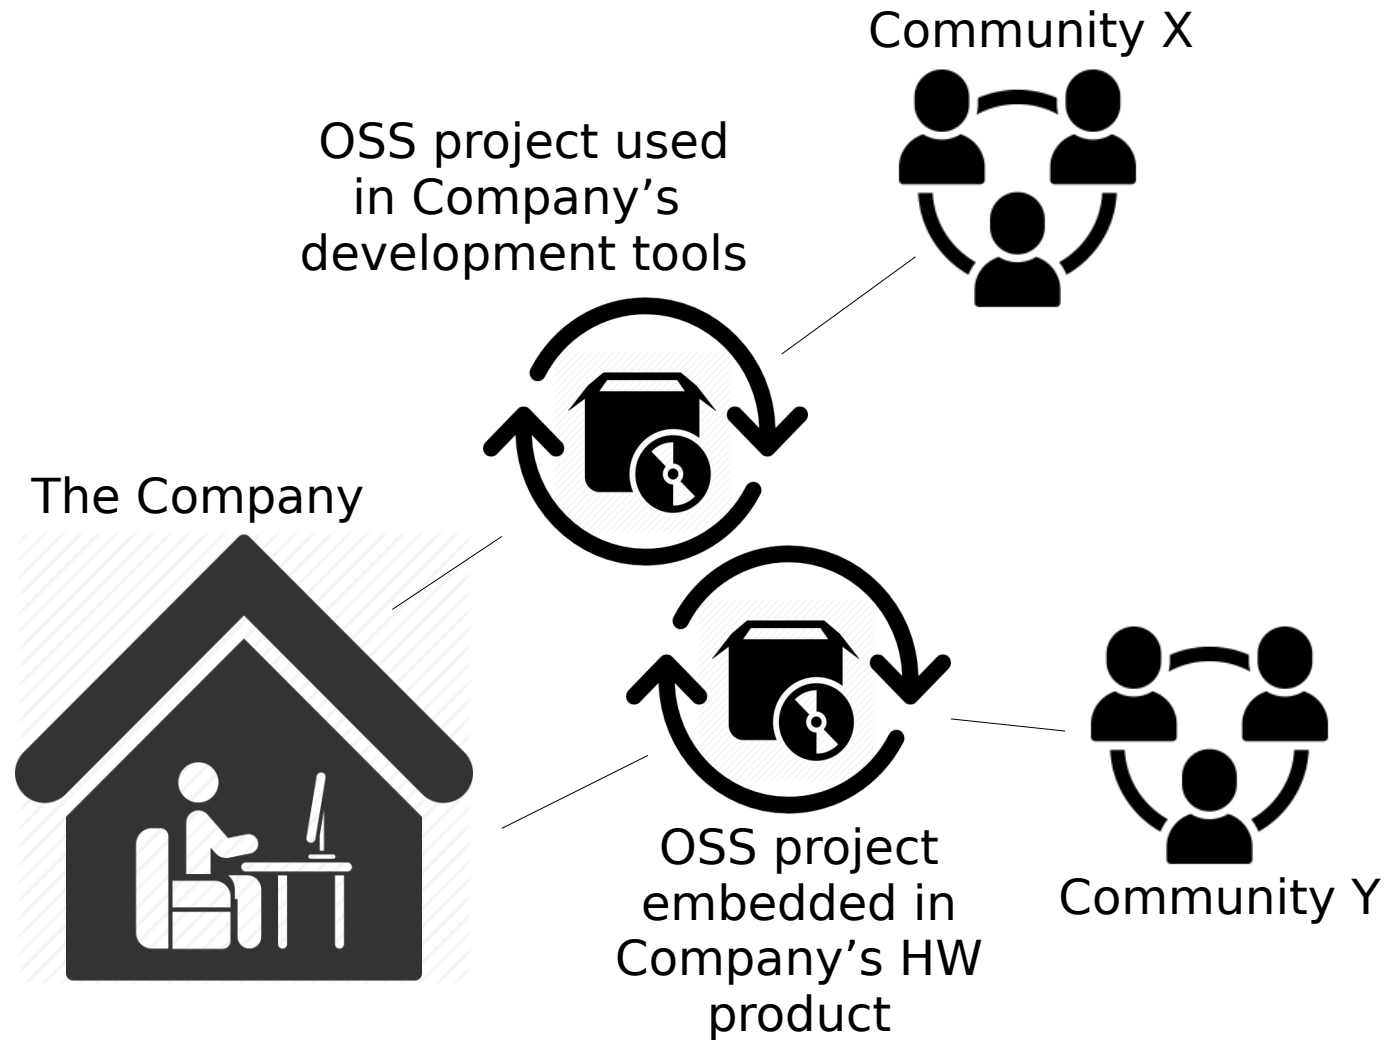 Community X
OSS project used
in Company’s
development tools
The Company
OSS project
embedded in
Company’s HW
product
Community Y